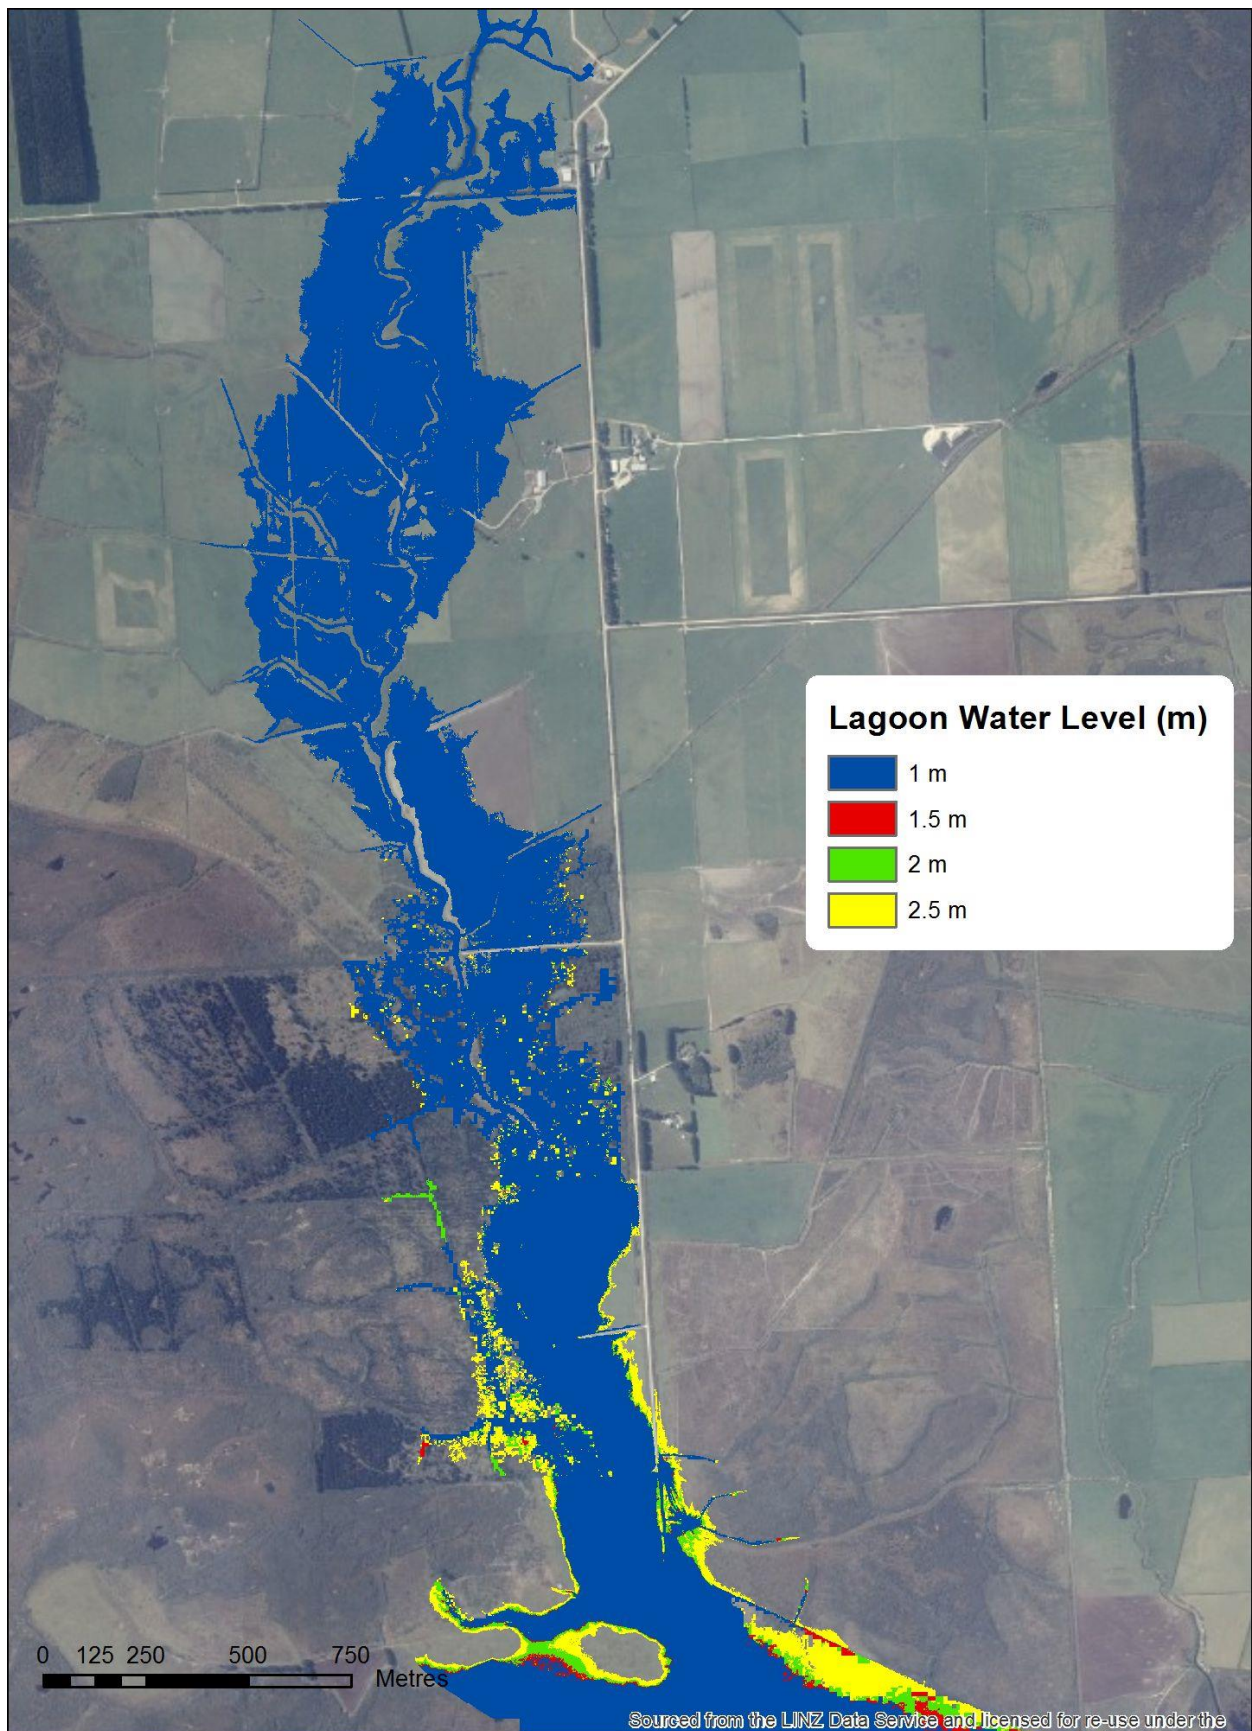 Lagoon Water Level (m)
1 m
1.5 m
2 m
2.5 m
0 125 250 500 750
Metres
Sourced from the LINZ Data Service and licensed for re-use under the